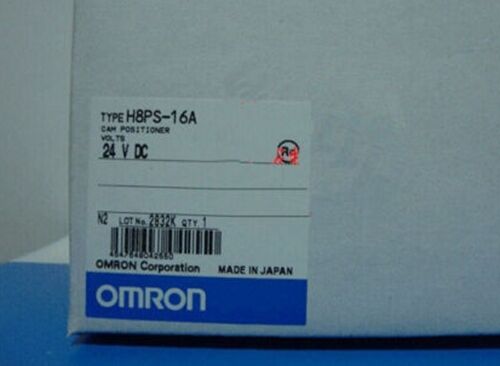 TYPE H8PS-16A
CAM POSITIONER
VOLTS
24 V DC
N2 LOT No. 2832K QTY 1
OMRON Corporation MADE IN JAPAN
OMRON